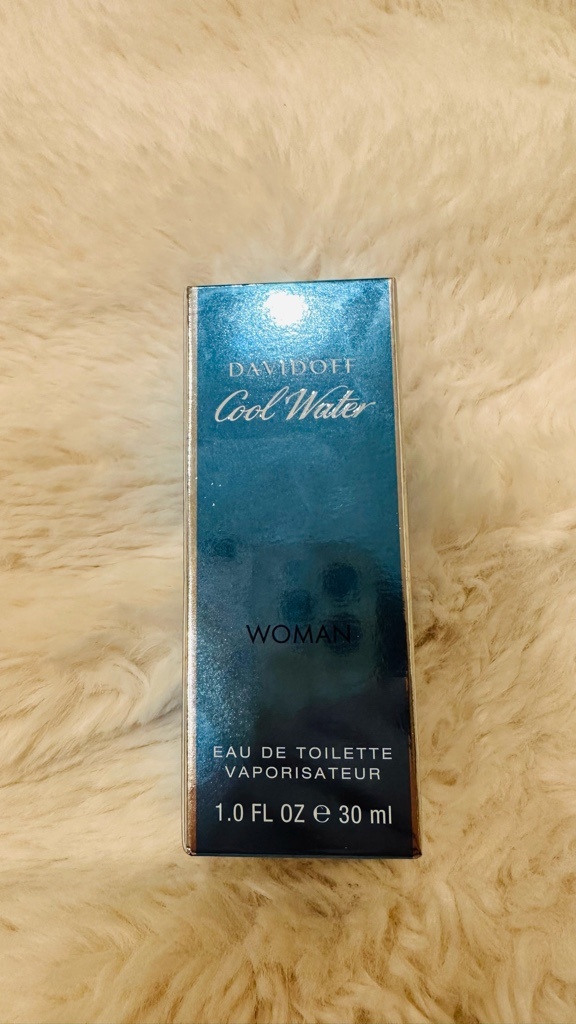 DAVIDOFF
Cool Water
WOMAN
EAU DE TOILETTE
VAPORISATEUR
1.0 FL OZ ℮ 30 ml